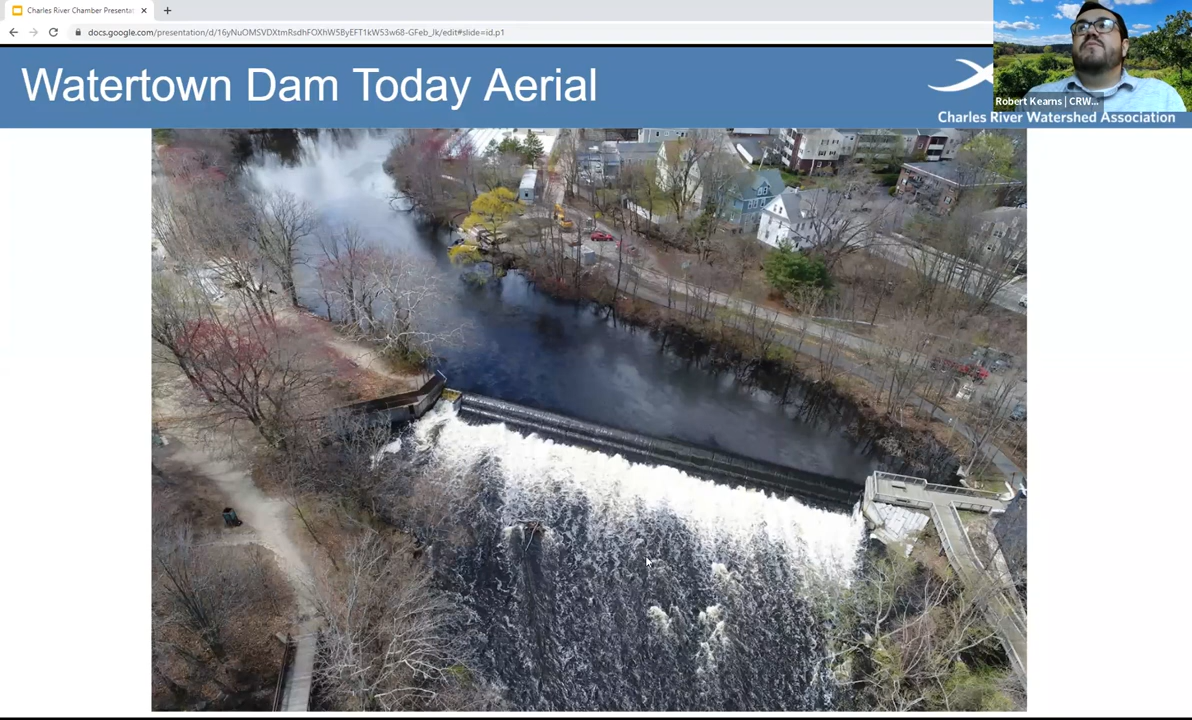 Charles River Chamber Presentat
docs.google.com/presentation/d/16yNuOMSVDXtmRsdhFOXhW5ByEFT1kW53w68-GFeb_lk/edit#slide=id.p1
Watertown Dam Today Aerial
Robert Kearns | CRW...
Charles River Watershed Association